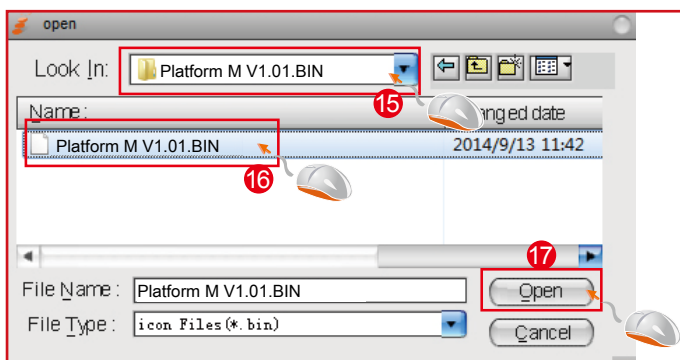 open
Look In: Platform M V1.01.BIN
15
Name: anged date
Platform M V1.01.BIN 2014/9/13 11:42
16
17
File Name : Platform M V1.01.BIN Open
File Type : icon Files(*.bin) Cancel